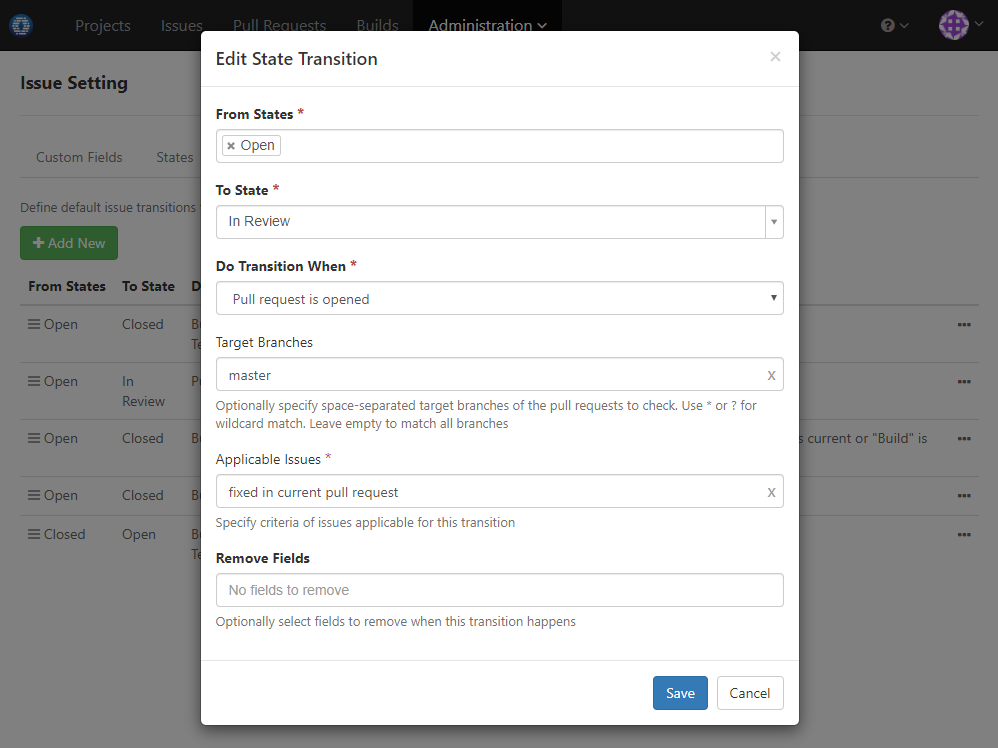 Projects Issues Pull Requests Builds Administration ?
Issue Setting
Custom Fields States
Define default issue transitions
+ Add New
From States To State
Open Closed
Open In
Review
Open Closed
s current or "Build" is
Open Closed
Closed Open
Edit State Transition ×
From States *
× Open
To State *
In Review
Do Transition When *
Pull request is opened
Target Branches
master X
Optionally specify space-separated target branches of the pull requests to check. Use * or ? for
wildcard match. Leave empty to match all branches
Applicable Issues *
fixed in current pull request X
Specify criteria of issues applicable for this transition
Remove Fields
No fields to remove
Optionally select fields to remove when this transition happens
Save Cancel